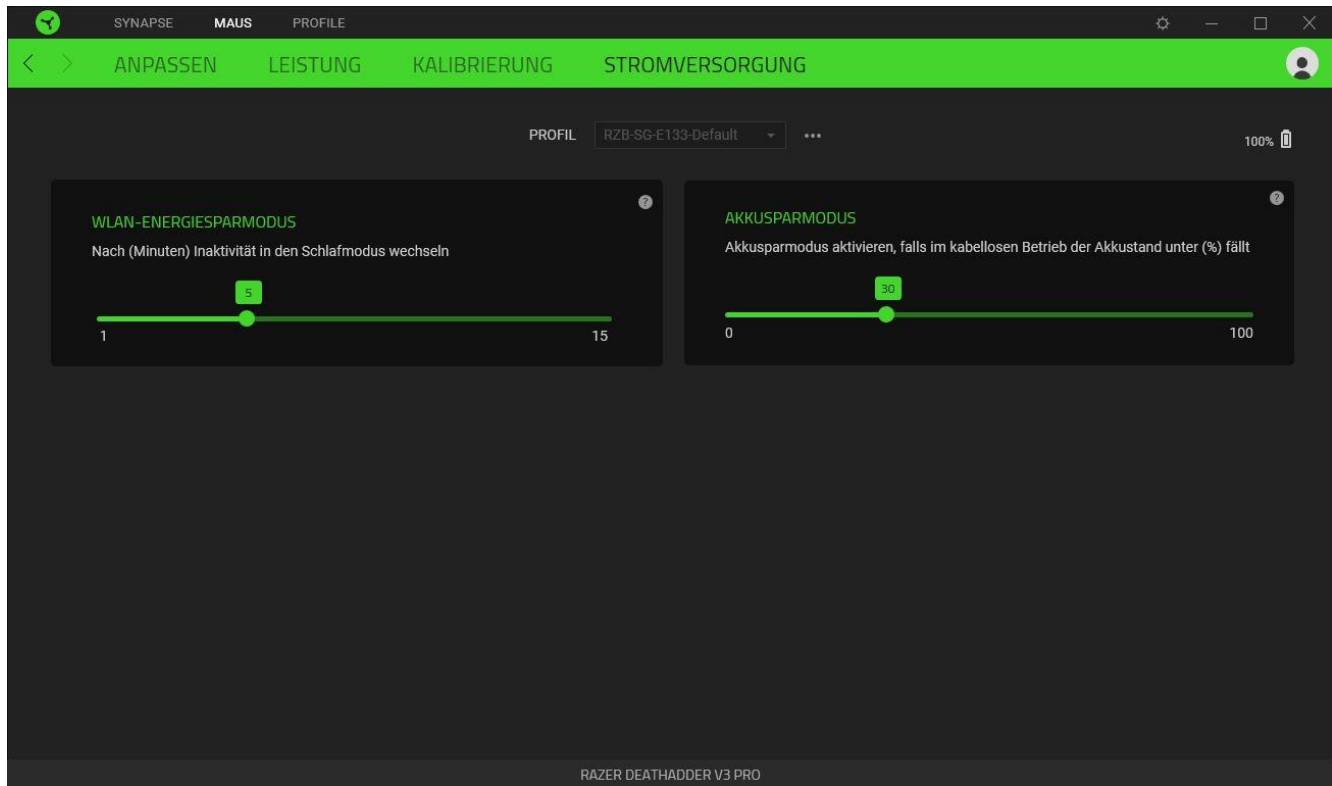 SYNAPSE MAUS PROFILE
ANPASSEN LEISTUNG KALIBRIERUNG STROMVERSORGUNG
PROFIL RZB-SG-E133-Default ...
100%
WLAN-ENERGIESPARMODUS
Nach (Minuten) Inaktivität in den Schlafmodus wechseln
5
1 15
AKKUSPARMODUS
Akkusparmodus aktivieren, falls im kabellosen Betrieb der Akkustand unter (%) fällt
30
0 100
RAZER DEATHADDER V3 PRO